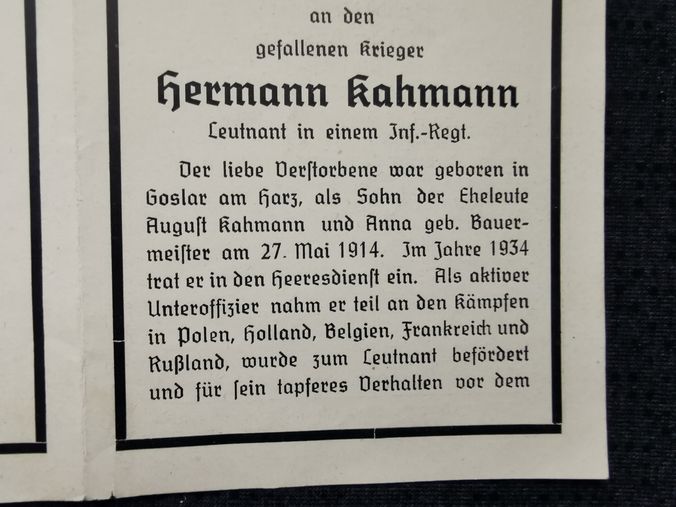 an den
gefallenen Krieger
Hermann Kahmann
Leutnant in einem Inf.-Regt.
Der liebe Verstorbene war geboren in
Goslar am Harz, als Sohn der Eheleute
August Kahmann und Anna geb. Bauer-
meister am 27. Mai 1914. Im Jahre 1934
trat er in den Heeresdienst ein. Als aktiver
Unteroffizier nahm er teil an den Kämpfen
in Polen, Holland, Belgien, Frankreich und
Rußland, wurde zum Leutnant befördert
und für sein tapferes Verhalten vor dem